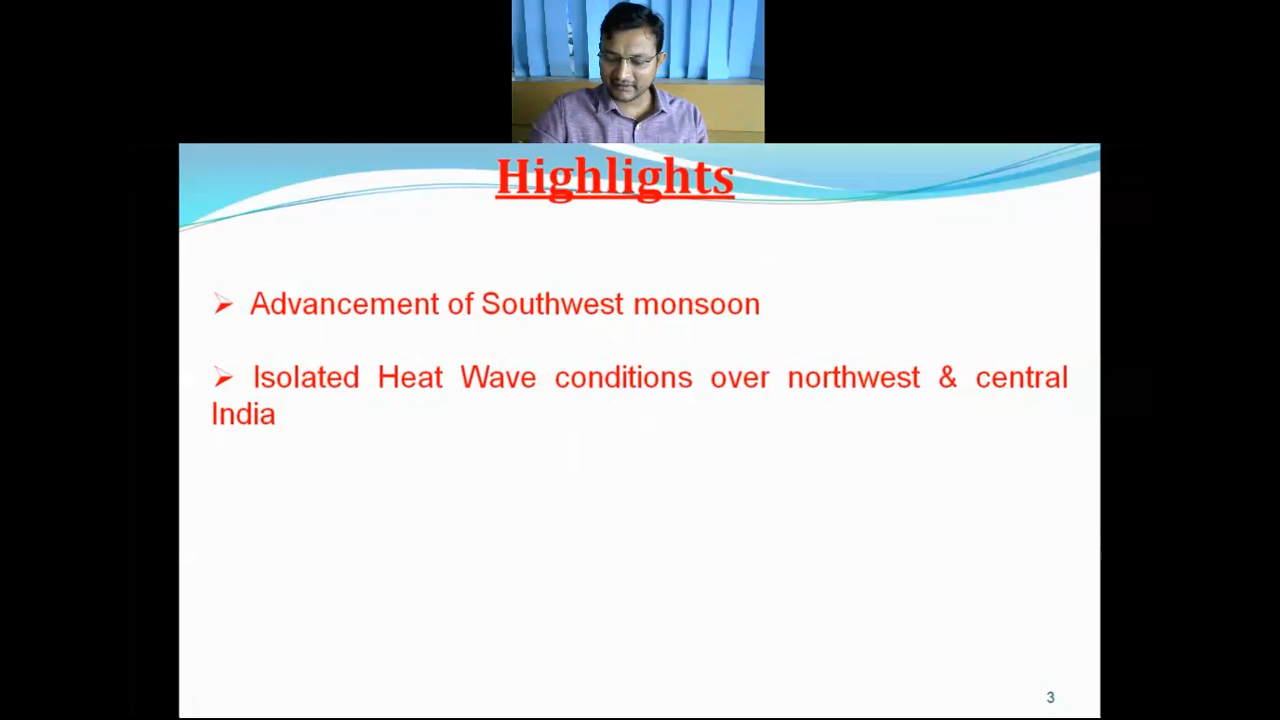 Highlights
➢ Advancement of Southwest monsoon
➢ Isolated Heat Wave conditions over northwest & central
India
3